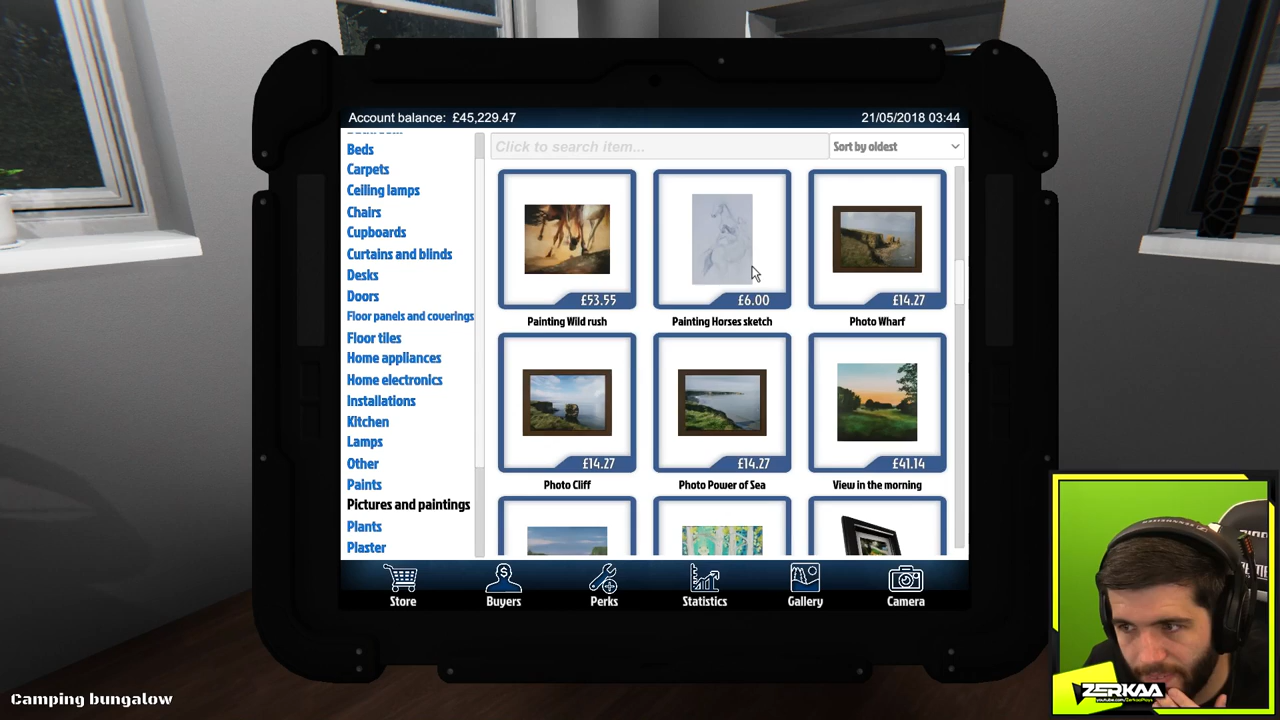 Account balance: £45,229.47
21/05/2018 03:44
Beds
Carpets
Ceiling lamps
Chairs
Cupboards
Curtains and blinds
Desks
Doors
Floor panels and coverings
Floor tiles
Home appliances
Home electronics
Installations
Kitchen
Lamps
Other
Paints
Pictures and paintings
Plants
Plaster
Click to search item...
Sort by oldest
£53.55
£6.00
£14.27
Painting Wild rush
Painting Horses sketch
Photo Wharf
£14.27
£14.27
£41.14
Photo Cliff
Photo Power of Sea
View in the morning
Store
Buyers
Perks
Statistics
Gallery
Camera
Camping bungalow
ZERKAA
youtube.com/ZerkaaPlays